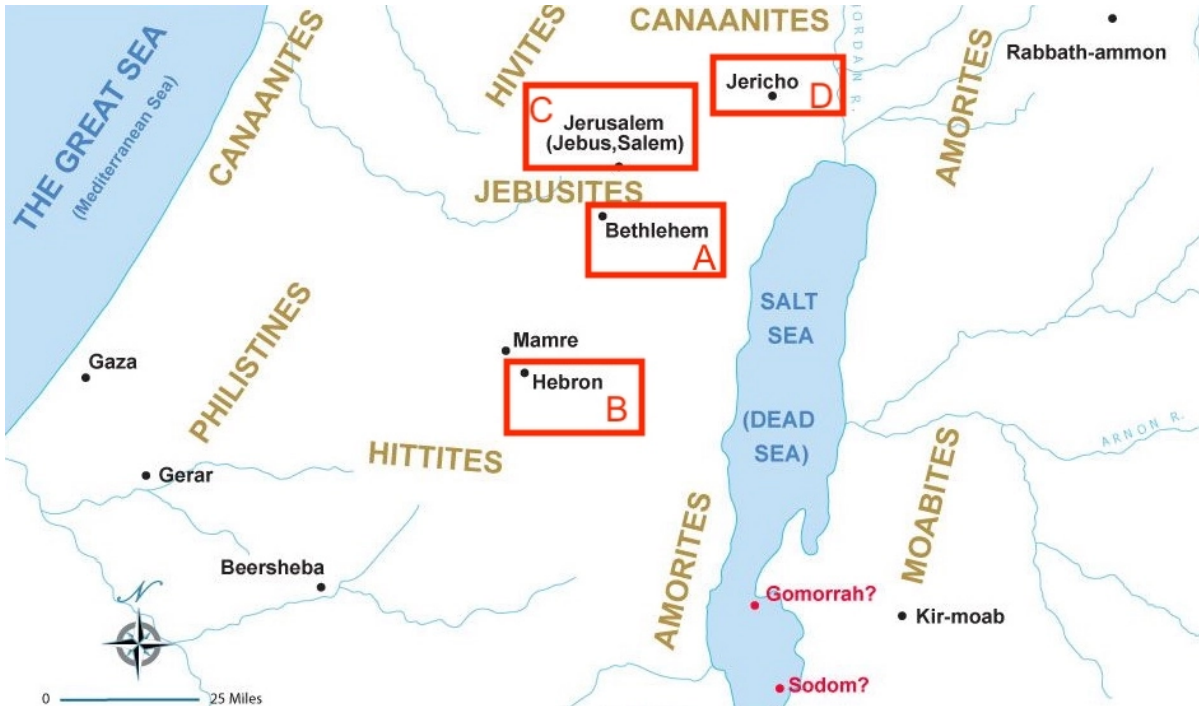 CANAANITES
HIVITES
CANAANITES
JORDAN R.
AMORITES
Rabbath-ammon
THE GREAT SEA
(Mediterranean Sea)
C
Jerusalem
(Jebus,Salem)
Jericho
D
JEBUSITES
Bethlehem
A
SALT
SEA
(DEAD
SEA)
Gaza
PHILISTINES
Mamre
Hebron
B
HITTITES
Gerar
ARNON R.
Beersheba
AMORITES
MOABITES
Gomorrah?
Kir-moab
Sodom?
N
0 25 Miles